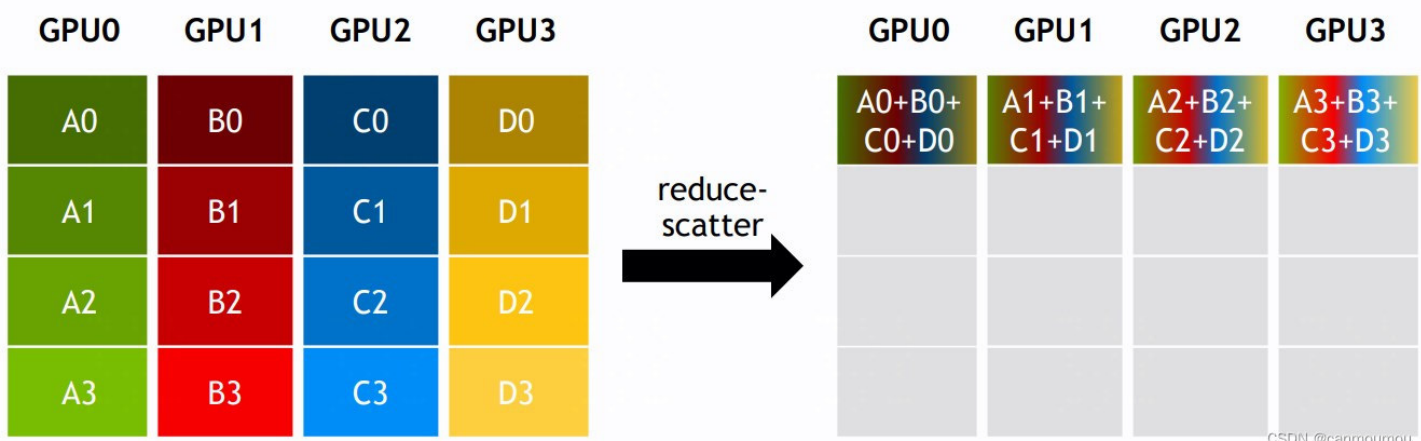 GPU0 GPU1 GPU2 GPU3
A0 B0 C0 D0
A1 B1 C1 D1
A2 B2 C2 D2
A3 B3 C3 D3
reduce-
scatter
GPU0 GPU1 GPU2 GPU3
A0+B0+ A1+B1+ A2+B2+ A3+B3+
C0+D0 C1+D1 C2+D2 C3+D3
CSDN @canmoumou